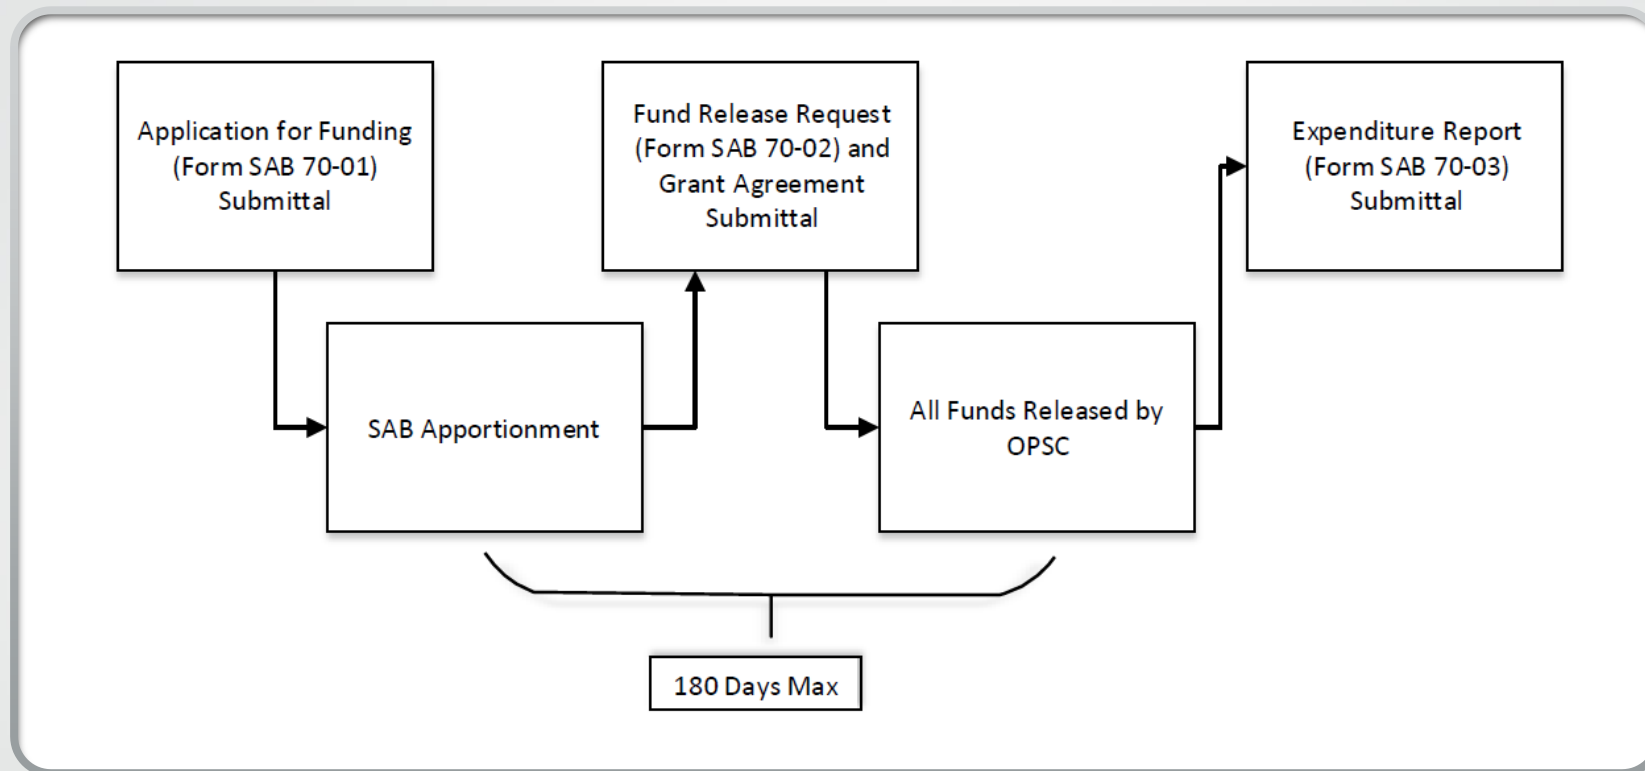 Application for Funding
(Form SAB 70-01)
Submittal
SAB Apportionment
Fund Release Request
(Form SAB 70-02) and
Grant Agreement
Submittal
All Funds Released by
OPSC
Expenditure Report
(Form SAB 70-03)
Submittal
180 Days Max